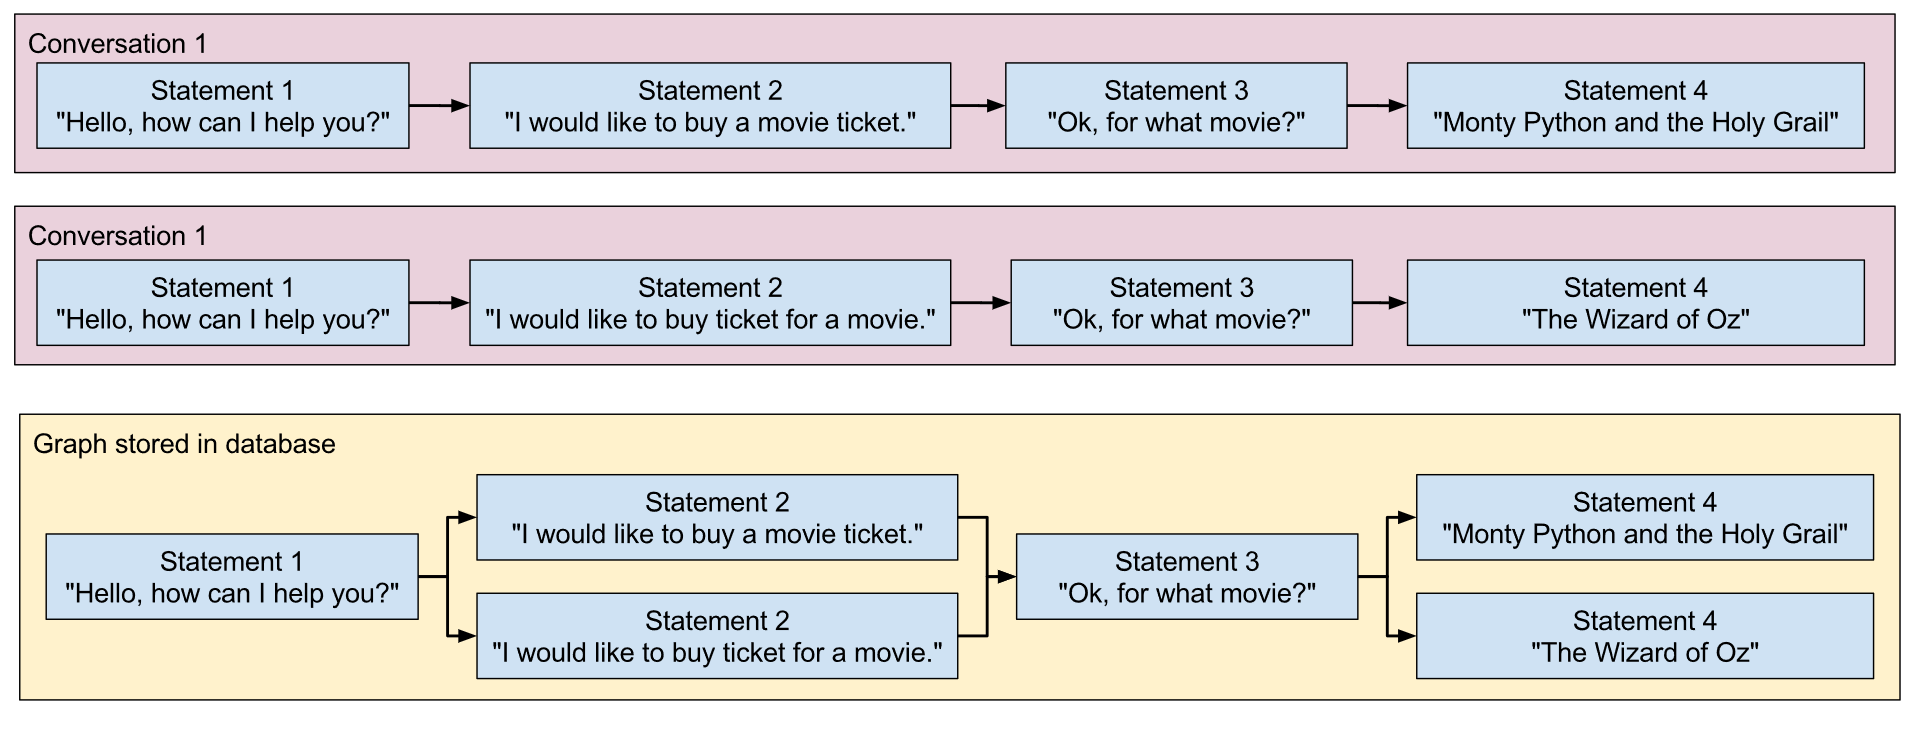 Conversation 1
Statement 1
"Hello, how can I help you?"
Statement 2
"I would like to buy a movie ticket."
Statement 3
"Ok, for what movie?"
Statement 4
"Monty Python and the Holy Grail"
Conversation 1
Statement 1
"Hello, how can I help you?"
Statement 2
"I would like to buy ticket for a movie."
Statement 3
"Ok, for what movie?"
Statement 4
"The Wizard of Oz"
Graph stored in database
Statement 1
"Hello, how can I help you?"
Statement 2
"I would like to buy a movie ticket."
Statement 2
"I would like to buy ticket for a movie."
Statement 3
"Ok, for what movie?"
Statement 4
"Monty Python and the Holy Grail"
Statement 4
"The Wizard of Oz"